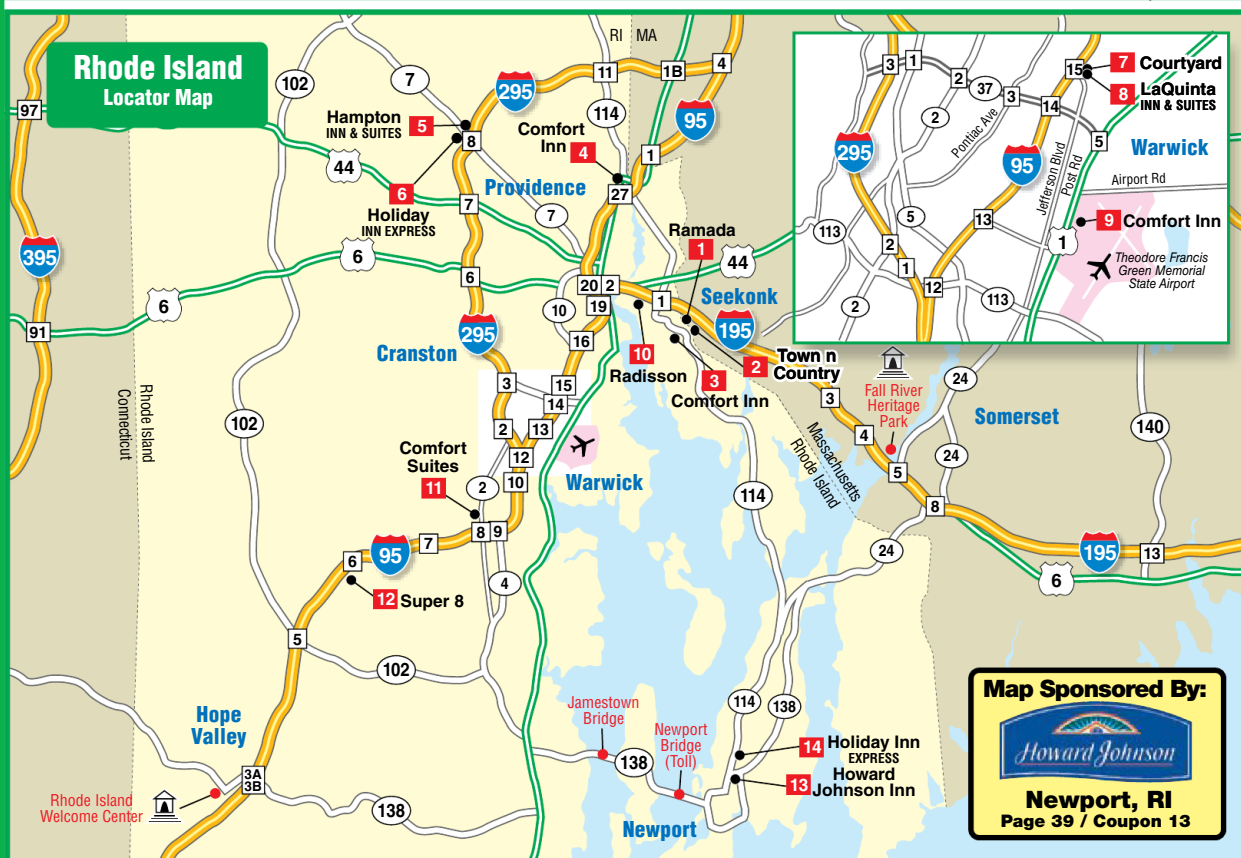 Rhode Island
Locator Map
RI
MA
102
7
295
11
1B
4
97
114
95
Hampton
INN & SUITES
5
8
Comfort
Inn
4
1
44
6
Holiday
INN EXPRESS
Providence
27
7
7
395
6
6
6
Ramada
1
44
Seekonk
20
2
1
19
10
91
295
Cranston
16
195
10
Radisson
2
Town n
Country
3
Comfort Inn
3
15
14
2
13
12
10
Warwick
Rhode Island
Connecticut
102
Comfort
Suites
11
2
8
9
7
95
6
12
Super 8
4
5
102
3
4
Fall River
Heritage
Park
5
Massachusetts
Rhode Island
24
Somerset
140
24
8
114
24
195
13
6
Hope
Valley
3A
3B
Rhode Island
Welcome Center
138
Jamestown
Bridge
138
Newport
Bridge
(Toll)
114
138
14
Holiday Inn
EXPRESS
13
Howard
Johnson Inn
Newport
3
1
2
37
3
2
Pontiac Ave
15
7
Courtyard
8
LaQuinta
INN & SUITES
14
5
295
95
Jefferson Blvd
Post Rd
Warwick
Airport Rd
5
13
9
Comfort Inn
1
113
2
1
12
113
2
Theodore Francis
Green Memorial
State Airport
Map Sponsored By:
Howard Johnson
Newport, RI
Page 39 / Coupon 13